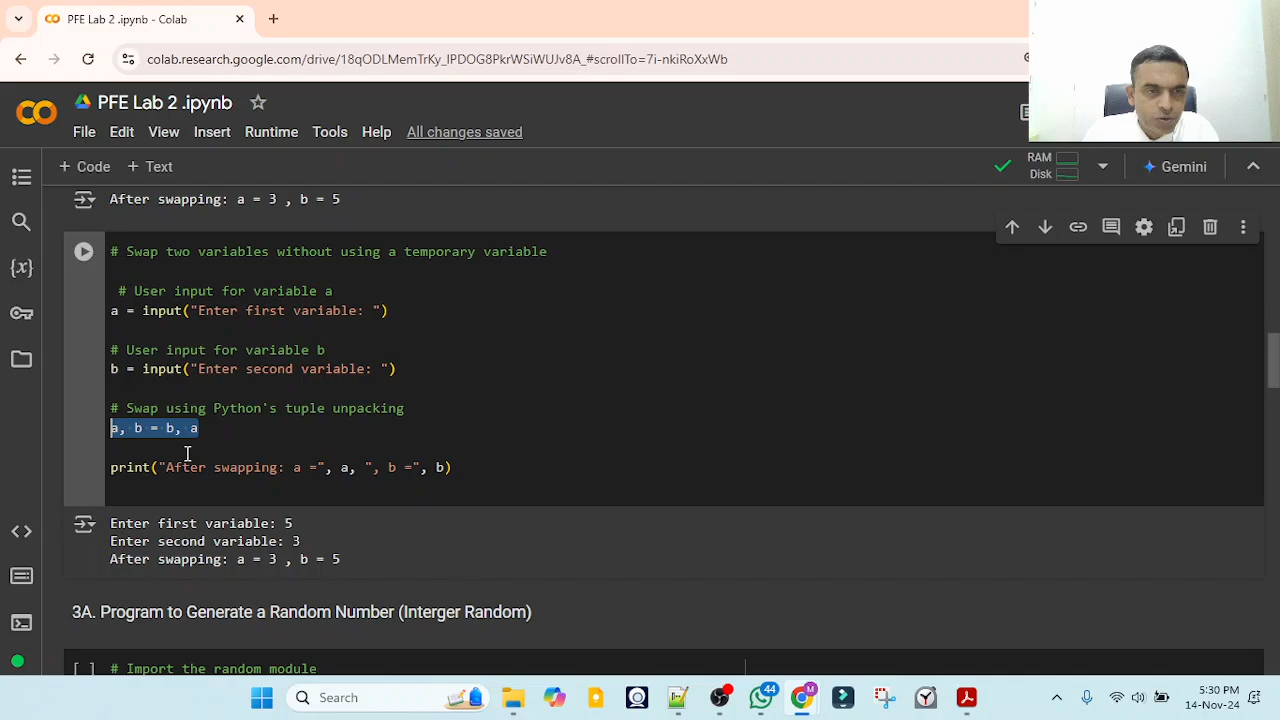 PFE Lab 2 .ipynb - Colab
colab.research.google.com/drive/18qODLMemTrKy_IPDOG8PkrWSiWUJv8A_#scrollTo=7i-nkiRoXxWb
PFE Lab 2 .ipynb
File Edit View Insert Runtime Tools Help All changes saved
+ Code + Text
RAM
Disk
Gemini
After swapping: a = 3 , b = 5
# Swap two variables without using a temporary variable
# User input for variable a
a = input("Enter first variable: ")
# User input for variable b
b = input("Enter second variable: ")
# Swap using Python's tuple unpacking
a, b = b, a
print("After swapping: a =", a, ", b =", b)
Enter first variable: 5
Enter second variable: 3
After swapping: a = 3 , b = 5
3A. Program to Generate a Random Number (Interger Random)
[ ] # Import the random module
Search
44
M
5:30 PM
14-Nov-24